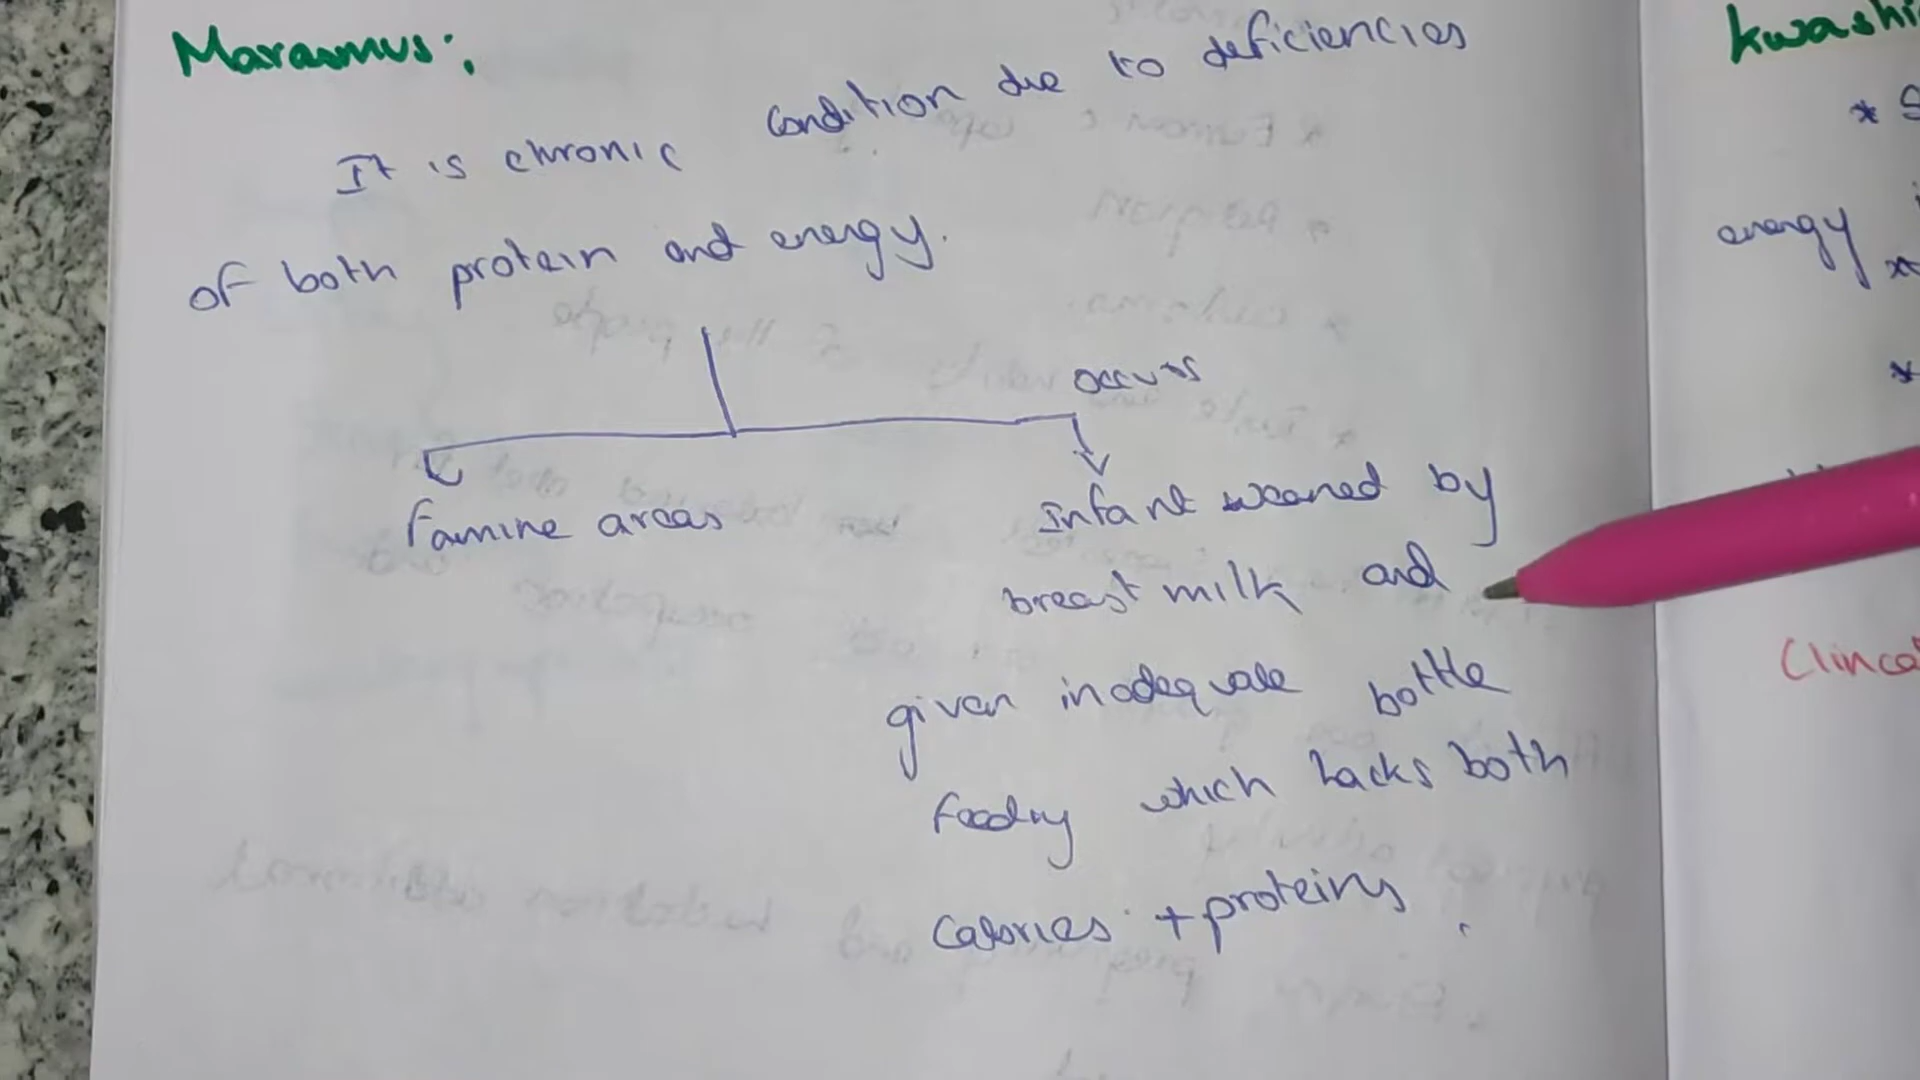 Marasmus:
It is chronic condition due to deficiencies
of both protein and energy.
occurs
Famine areas
Infant weaned by
breast milk and
given inadequate bottle
feeding which lacks both
Calories + proteins.
kwashi
* S
energy
*
*
Clinca